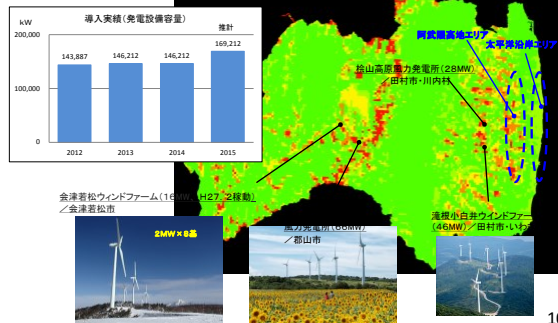 導入実績(発電設備容量)
kW
推計
200,000
169,212
143,887
146,212
146,212
100,000
0
2012
2013
2014
2015
阿武隈高地エリア
太平洋沿岸エリア
桧山高原風力発電所(28MW)
/田村市・川内村
会津若松ウィンドファーム(16MW、H27.2稼動)
/会津若松市
2MW×8基
風力発電所(66MW)
/郡山市
滝根小白井ウインドファー
(46MW)/田村市・いわ